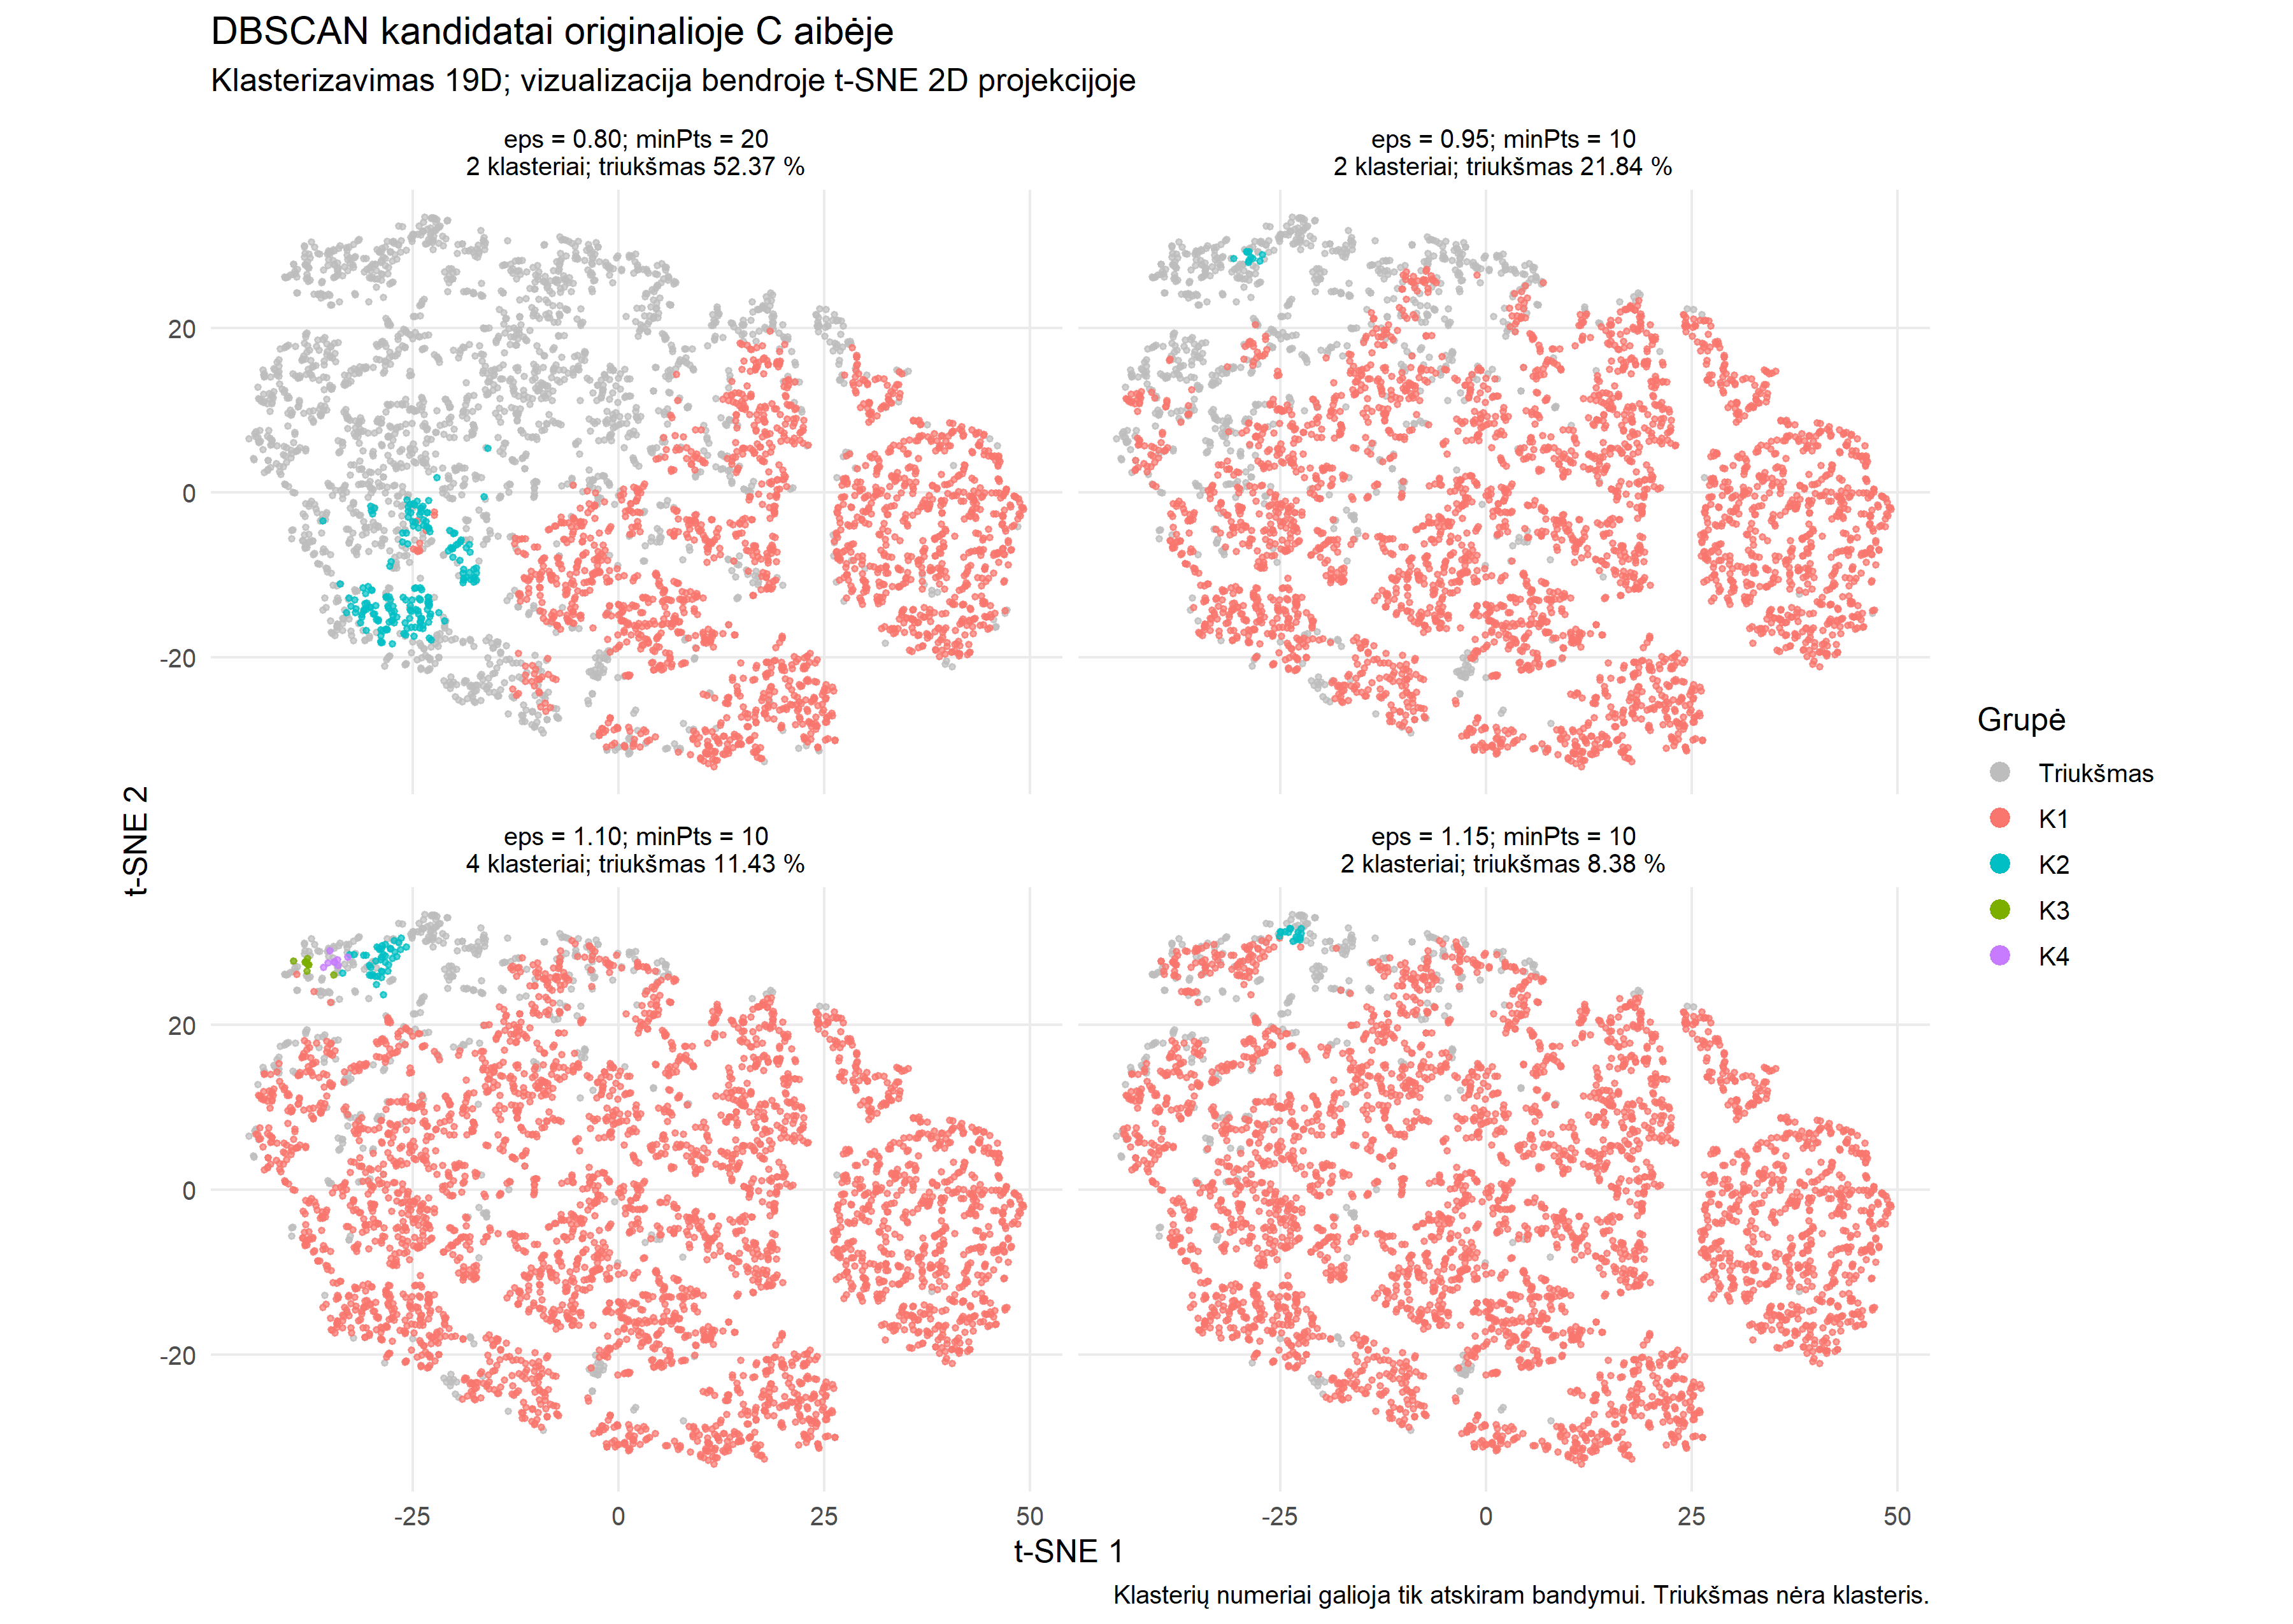 DBSCAN kandidatai originalioje C aibėje
Klasterizavimas 19D; vizualizacija bendroje t-SNE 2D projekcijoje
eps = 0.80; minPts = 20
2 klasteriai; triukšmas 52.37 %
eps = 0.95; minPts = 10
2 klasteriai; triukšmas 21.84 %
20
0
-20
eps = 1.10; minPts = 10
4 klasteriai; triukšmas 11.43 %
eps = 1.15; minPts = 10
2 klasteriai; triukšmas 8.38 %
20
0
-20
-25
0
25
50
-25
0
25
50
t-SNE 2
t-SNE 1
Grupė
Triukšmas
K1
K2
K3
K4
Klasterių numeriai galioja tik atskiram bandymui. Triukšmas nėra klasteris.